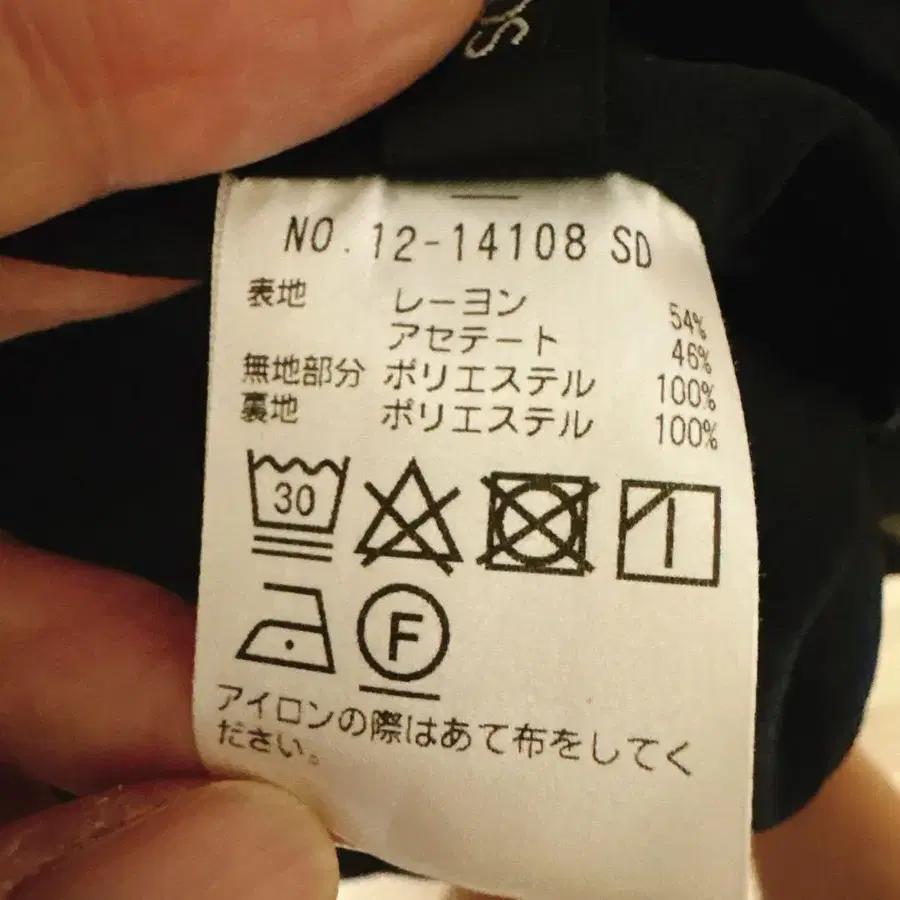 NO. 12-14108 SD
表地 レーヨン 54%
アセテート 46%
無地部分 ポリエステル 100%
裏地 ポリエステル 100%
30
F
アイロンの際はあて布をしてく
ださい。